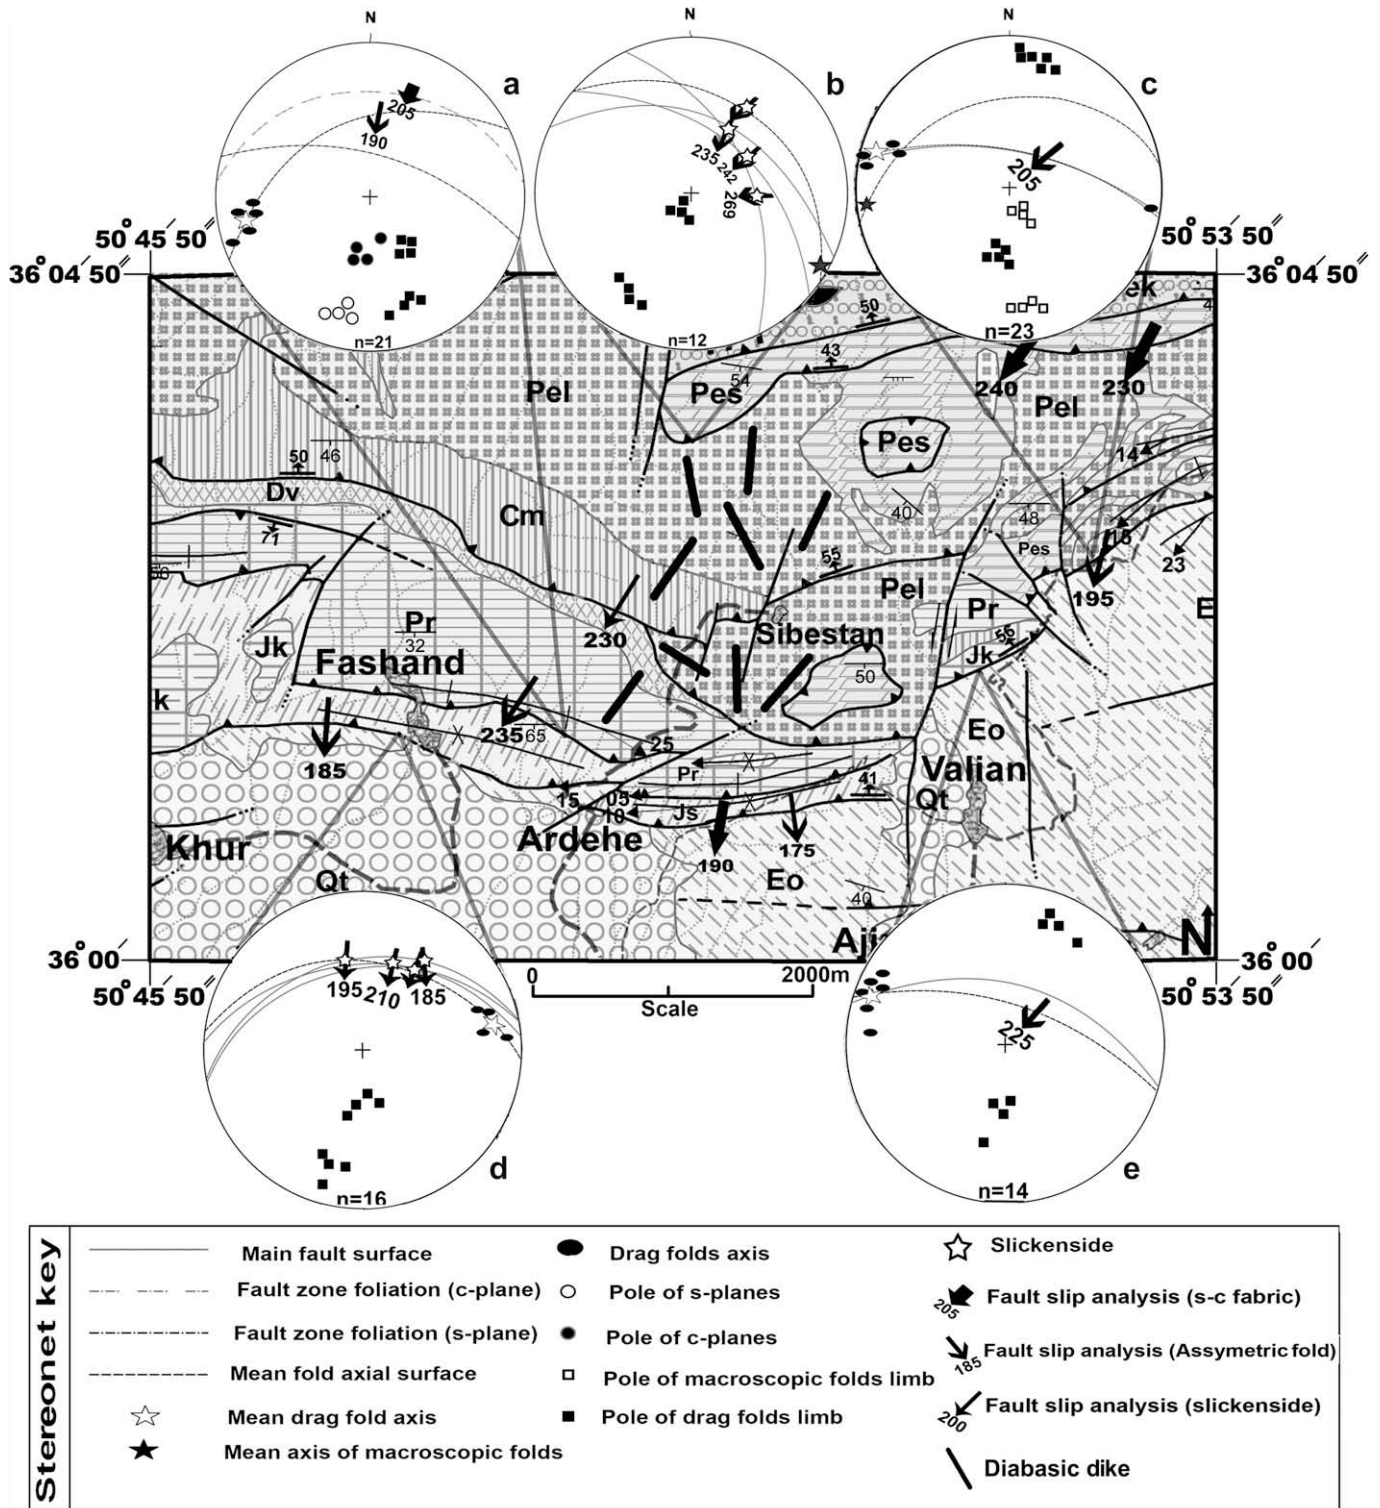 N
N
N
a
b
c
205
190
235
242
269
205
n=21
n=12
n=23
50° 45′ 50″
36° 04′ 50″
50° 53′ 50″
36° 04′ 50″
ek
4
50
43
54
Pel
Pes
240
230
Pel
Pes
14
50
46
Dv
Cm
40
48
15
71
Pes
23
55
Pel
195
Pr
Pr
32
230
Sibestan
E
56
Jk
Fashand
Jk
50
k
235
65
Eo
25
185
Pr
Valian
41
15
05
Qt
10
Js
Ardehe
Khur
190
175
Qt
Eo
40
Aji
N
36° 00′
50° 45′ 50″
36° 00′
50° 53′ 50″
0
2000m
Scale
195
210
185
225
d
e
n=16
n=14
Stereonet key
Main fault surface
Fault zone foliation (c-plane)
Fault zone foliation (s-plane)
Mean fold axial surface
Mean drag fold axis
Mean axis of macroscopic folds
Drag folds axis
Pole of s-planes
Pole of c-planes
Pole of macroscopic folds limb
Pole of drag folds limb
Slickenside
205
Fault slip analysis (s-c fabric)
185
Fault slip analysis (Assymetric fold)
200
Fault slip analysis (slickenside)
Diabasic dike